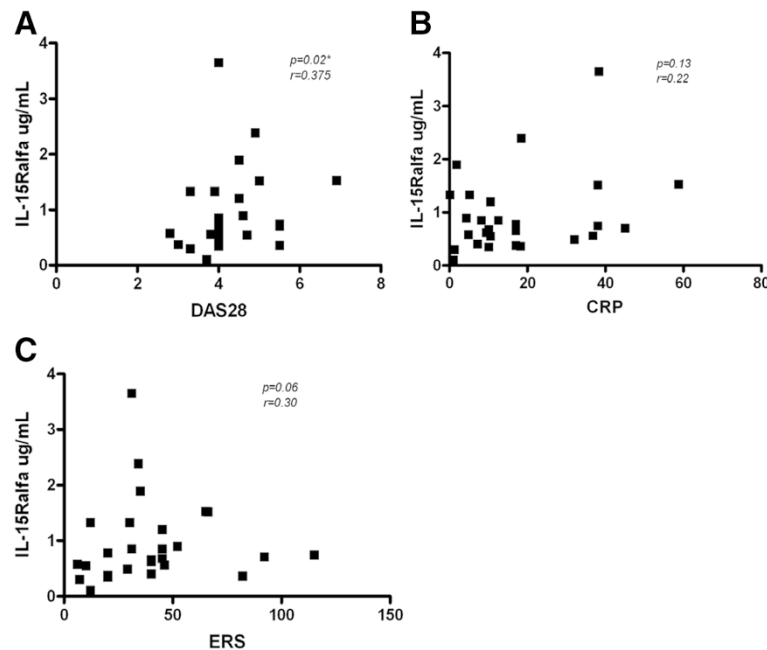 A
4
3
2
1
0
IL-15Ralfa ug/mL
p=0.02*
r=0.375
0 2 4 6 8
DAS28
B
4
3
2
1
0
IL-15Ralfa ug/mL
p=0.13
r=0.22
0 20 40 60 80
CRP
C
4
3
2
1
0
IL-15Ralfa ug/mL
p=0.06
r=0.30
0 50 100 150
ERS